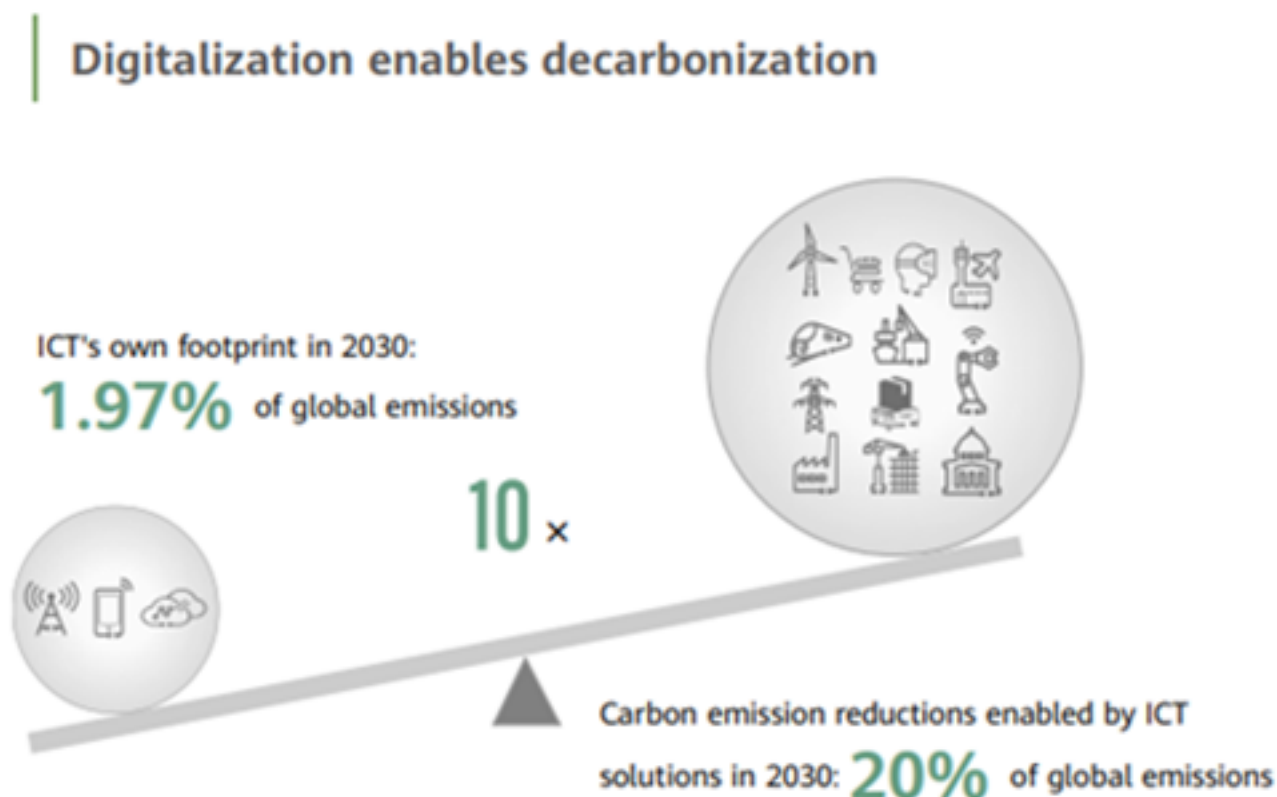 Digitalization enables decarbonization
ICT's own footprint in 2030:
1.97% of global emissions
10 ×
Carbon emission reductions enabled by ICT
solutions in 2030: 20% of global emissions